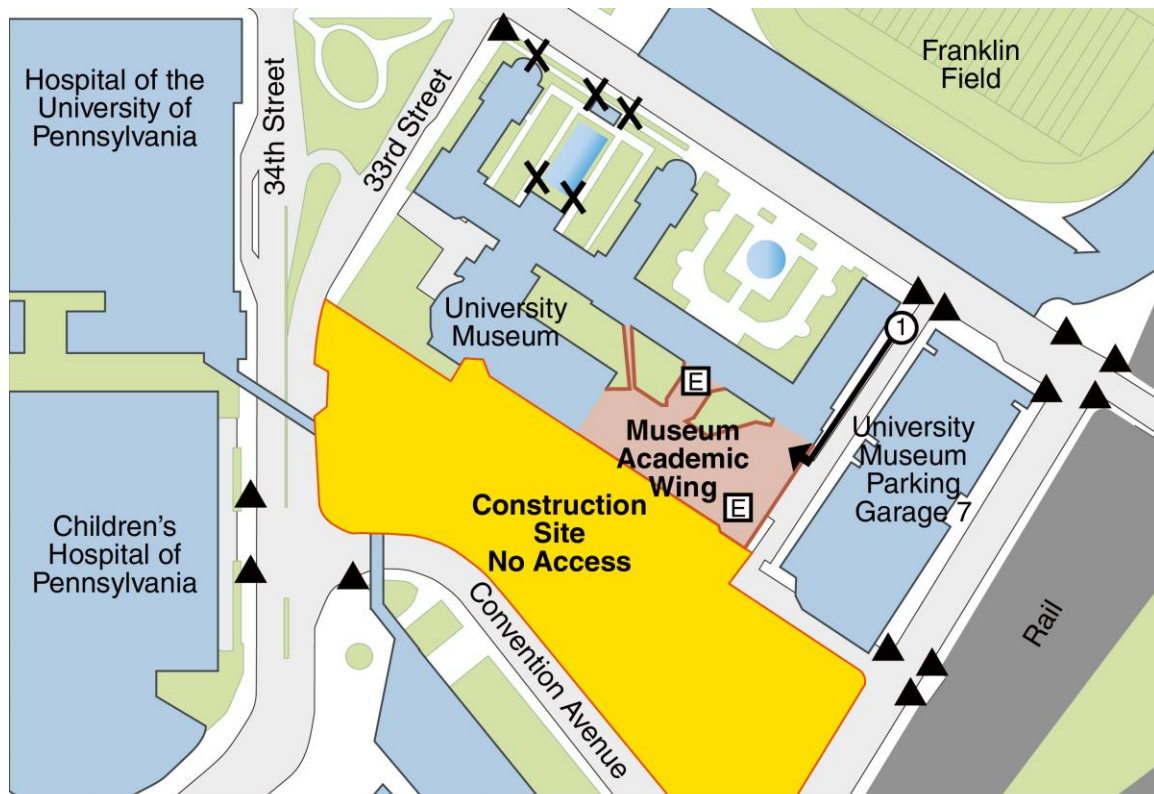 Hospital of the
University of
Pennsylvania
34th Street
33rd Street
Franklin
Field
University
Museum
1
E
Museum
Academic
Wing
E
University
Museum
Parking
Garage 7
Construction
Site
No Access
Children's
Hospital of
Pennsylvania
Convention Avenue
Rail